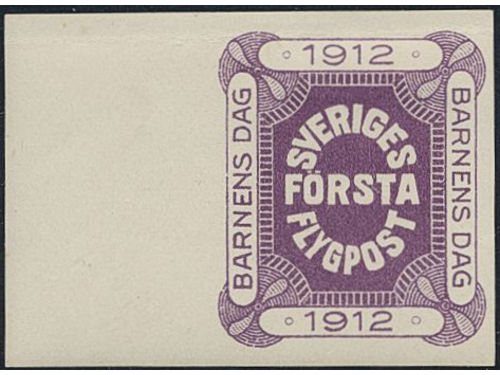 1912
BARNENS DAG
SVERIGES
FÖRSTA
FLYGPOST
BARNENS DAG
1912